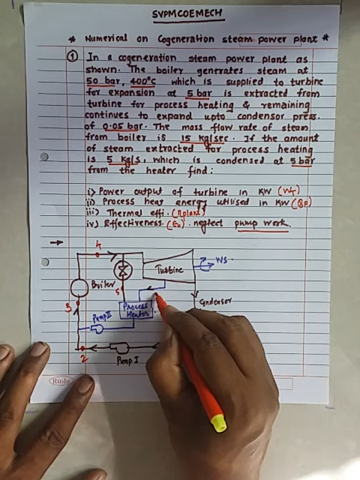 SVPMCOEMECH
* Numerical on Cogeneration steam power plant *
① In a cogeneration steam power plant as
shown. The boiler generates steam at
50 bar, 400°C which is supplied to turbine
for expansion at 5 bar is extracted from
turbine for process heating & remaining
continues to expand upto condensor press.
of 0.05 bar. The mass flow rate of steam
from boiler is 15 kg/sec. If the amount
of steam extracted for process heating
is 5 kg/s, which is condensed at 5 bar
from the heater find:
i) Power output of turbine in KW (WT)
ii) Process heat energy utilised in KW
iii) Thermal effi.
iv) Effectiveness neglect pump work.
4
Turbine
WS
Boiler
5
Process
Heater
Condensor
3
Pump II
2
Pump I